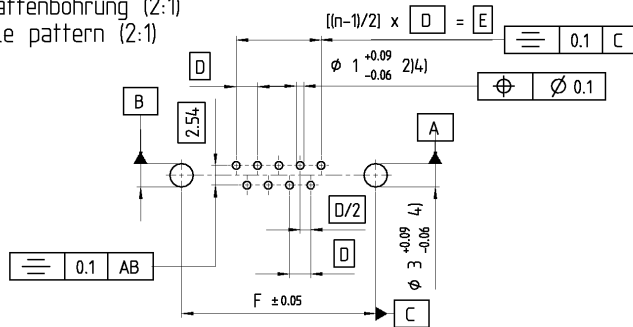 attenbohrung (2:1)
le pattern (2:1)
[(n-1)/2] x D = E
⌯ 0.1 C
D
ϕ 1 +0.09 -0.06 2)4)
⌖ Ø 0.1
B
2.54
A
D/2
D
⌯ 0.1 AB
ϕ 3 +0.09 -0.06 4)
F ±0.05
C